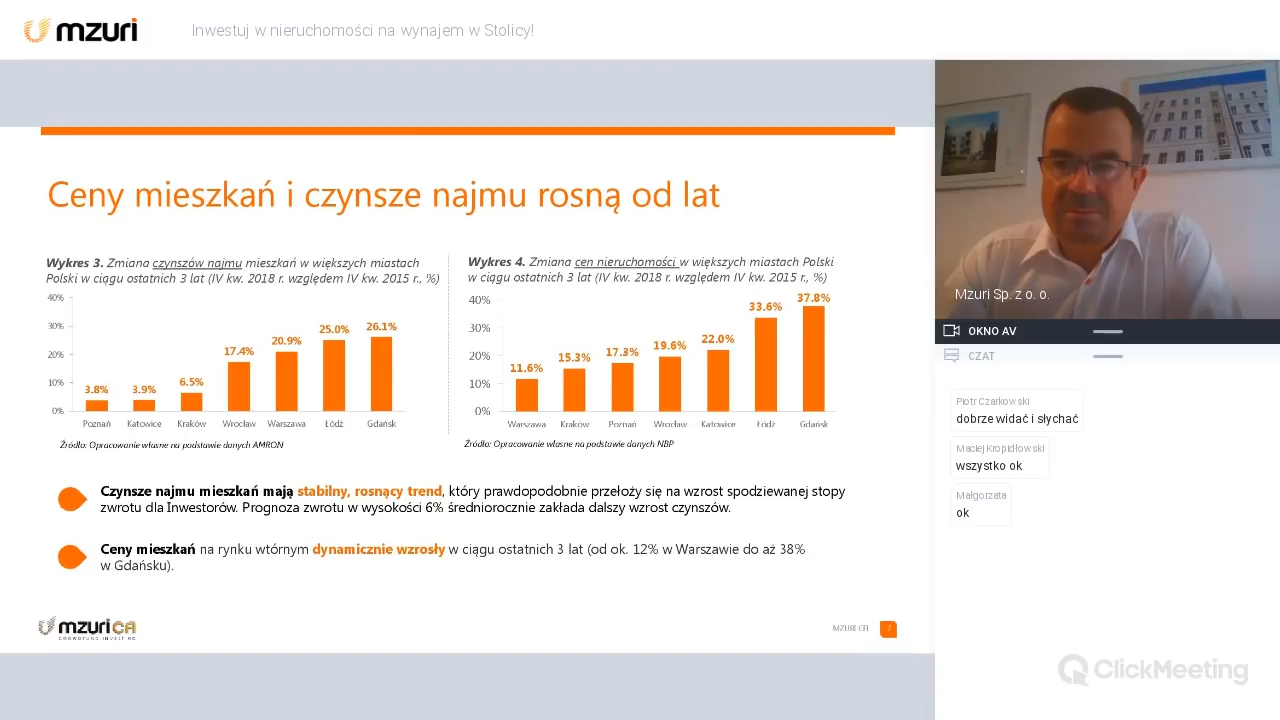 mzuri
Inwestuj w nieruchomości na wynajem w Stolicy!
Ceny mieszkań i czynsze najmu rosną od lat
Wykres 3. Zmiana czynszów najmu mieszkań w większych miastach
Polski w ciągu ostatnich 3 lat (IV kw. 2018 r. względem IV kw. 2015 r., %)
40%
30%
20%
10%
0%
3.8%
3.9%
6.5%
17.4%
20.9%
25.0%
26.1%
Poznań
Katowice
Kraków
Wrocław
Warszawa
Łódź
Gdańsk
Źródło: Opracowanie własne na podstawie danych AMRON
Wykres 4. Zmiana cen nieruchomości w większych miastach Polski
w ciągu ostatnich 3 lat (IV kw. 2018 r. względem IV kw. 2015 r., %)
40%
30%
20%
10%
0%
11.6%
15.3%
17.3%
19.6%
22.0%
33.6%
37.8%
Warszawa
Kraków
Poznań
Wrocław
Katowice
Łódź
Gdańsk
Źródło: Opracowanie własne na podstawie danych NBP
Czynsze najmu mieszkań mają stabilny, rosnący trend, który prawdopodobnie przełoży się na wzrost spodziewanej stopy
zwrotu dla Inwestorów. Prognoza zwrotu w wysokości 6% średniorocznie zakłada dalszy wzrost czynszów.
Ceny mieszkań na rynku wtórnym dynamicznie wzrosły w ciągu ostatnich 3 lat (od ok. 12% w Warszawie do aż 38%
w Gdańsku).
mzuri CFI
CROWDFUND INVESTING
MZURI CFI
7
Mzuri Sp. z o. o.
OKNO AV
CZAT
Piotr Czarkowski
dobrze widać i słychać
Maciej Kropidłowski
wszystko ok
Małgorzata
ok
ClickMeeting